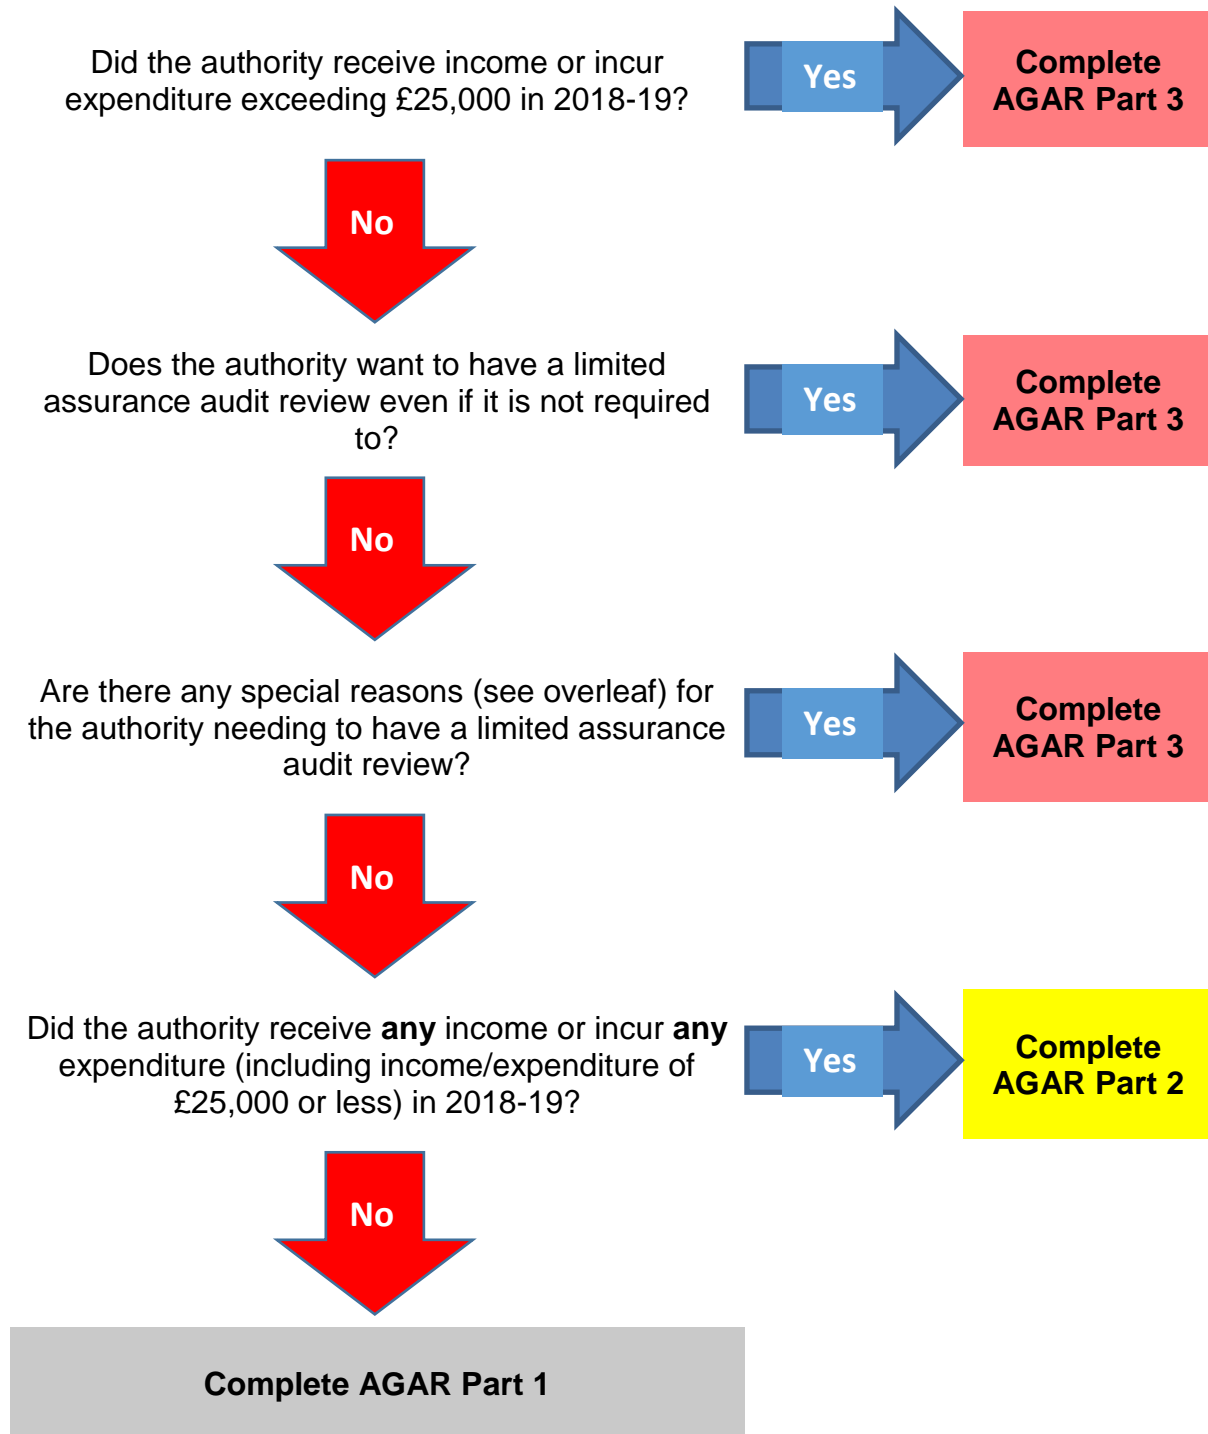 Did the authority receive income or incur
expenditure exceeding £25,000 in 2018-19?
Yes
Complete
AGAR Part 3
No
Does the authority want to have a limited
assurance audit review even if it is not required
to?
Yes
Complete
AGAR Part 3
No
Are there any special reasons (see overleaf) for
the authority needing to have a limited assurance
audit review?
Yes
Complete
AGAR Part 3
No
Did the authority receive any income or incur any
expenditure (including income/expenditure of
£25,000 or less) in 2018-19?
Yes
Complete
AGAR Part 2
No
Complete AGAR Part 1